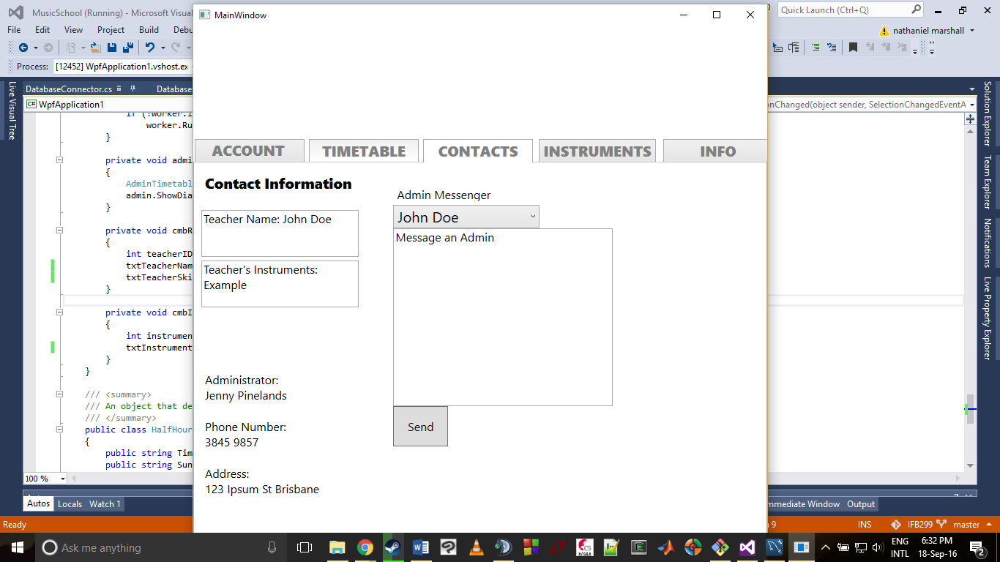 MusicSchool (Running) - Microsoft Visual
Quick Launch (Ctrl+Q)
File Edit View Project Build Debu
nathaniel marshall
Process: [12452] WpfApplication1.vshost.ex
DatabaseConnector.cs Database
WpfApplication1
onChanged(object sender, SelectionChangedEventA
Live Visual Tree
if (!worker.I
worker.Ru
}
private void admi
{
AdminTimetabl
admin.ShowDia
}
private void cmbR
{
int teacherID
txtTeacherNam
txtTeacherSki
}
private void cmbI
{
int instrumen
txtInstrument
}
}
/// <summary>
/// An object that de
/// </summary>
public class HalfHour
{
public string Tim
public string Sun
100 %
Autos Locals Watch 1
Immediate Window Output
MainWindow
ACCOUNT TIMETABLE CONTACTS INSTRUMENTS INFO
Contact Information
Teacher Name: John Doe
Teacher's Instruments:
Example
Administrator:
Jenny Pinelands
Phone Number:
3845 9857
Address:
123 Ipsum St Brisbane
Admin Messenger
John Doe
Message an Admin
Send
Solution Explorer
Team Explorer
Notifications
Live Property Explorer
Ready
9 INS IFB299 master
Ask me anything
ENG
INTL
6:32 PM
18-Sep-16
2